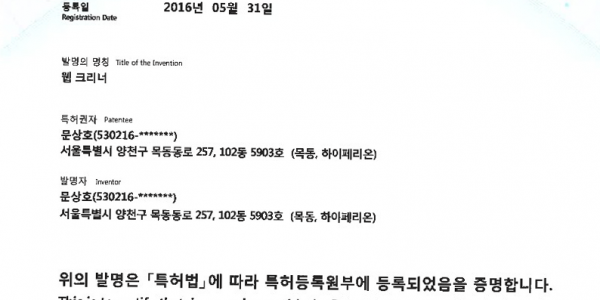 등록일 2016년 05월 31일
Registration Date
발명의 명칭 Title of the Invention
웹 크리너
특허권자 Patentee
문상호(530216-*******)
서울특별시 양천구 목동동로 257, 102동 5903호 (목동, 하이페리온)
발명자 Inventor
문상호(530216-*******)
서울특별시 양천구 목동동로 257, 102동 5903호 (목동, 하이페리온)
위의 발명은 「특허법」에 따라 특허등록원부에 등록되었음을 증명합니다.